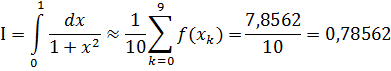 I = ∫₀¹ dx / (1 + x²) ≈ 1/10 ∑ₖ₌₀⁹ f(xₖ) = 7,8562/10 = 0,78562